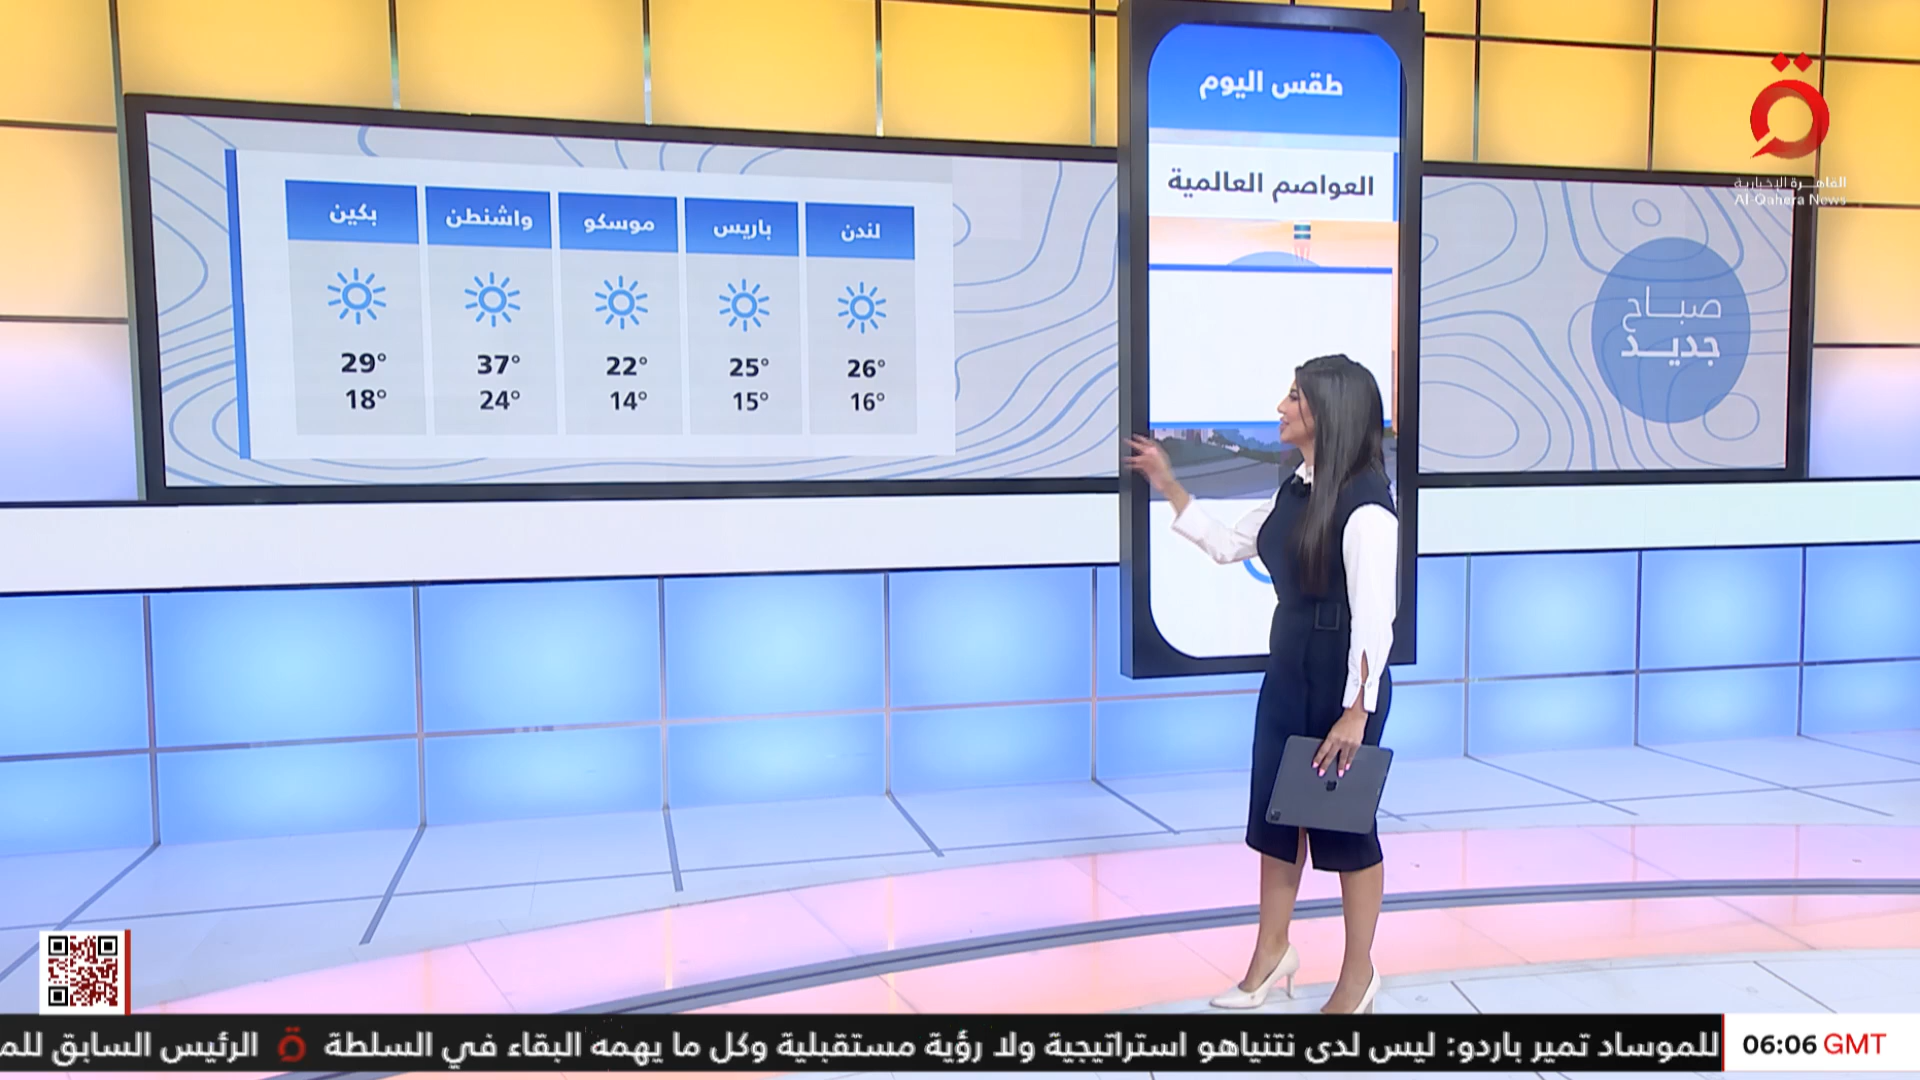 طقس اليوم
العواصم العالمية
القاهرة الإخبارية
Al Qahera News
صباح
جديد
لندن
26°
16°
باريس
25°
15°
موسكو
22°
14°
واشنطن
37°
24°
بكين
29°
18°
06:06 GMT
للموساد تمير باردو: ليس لدى نتنياهو استراتيجية ولا رؤية مستقبلية وكل ما يهمه البقاء في السلطة الرئيس السابق للم